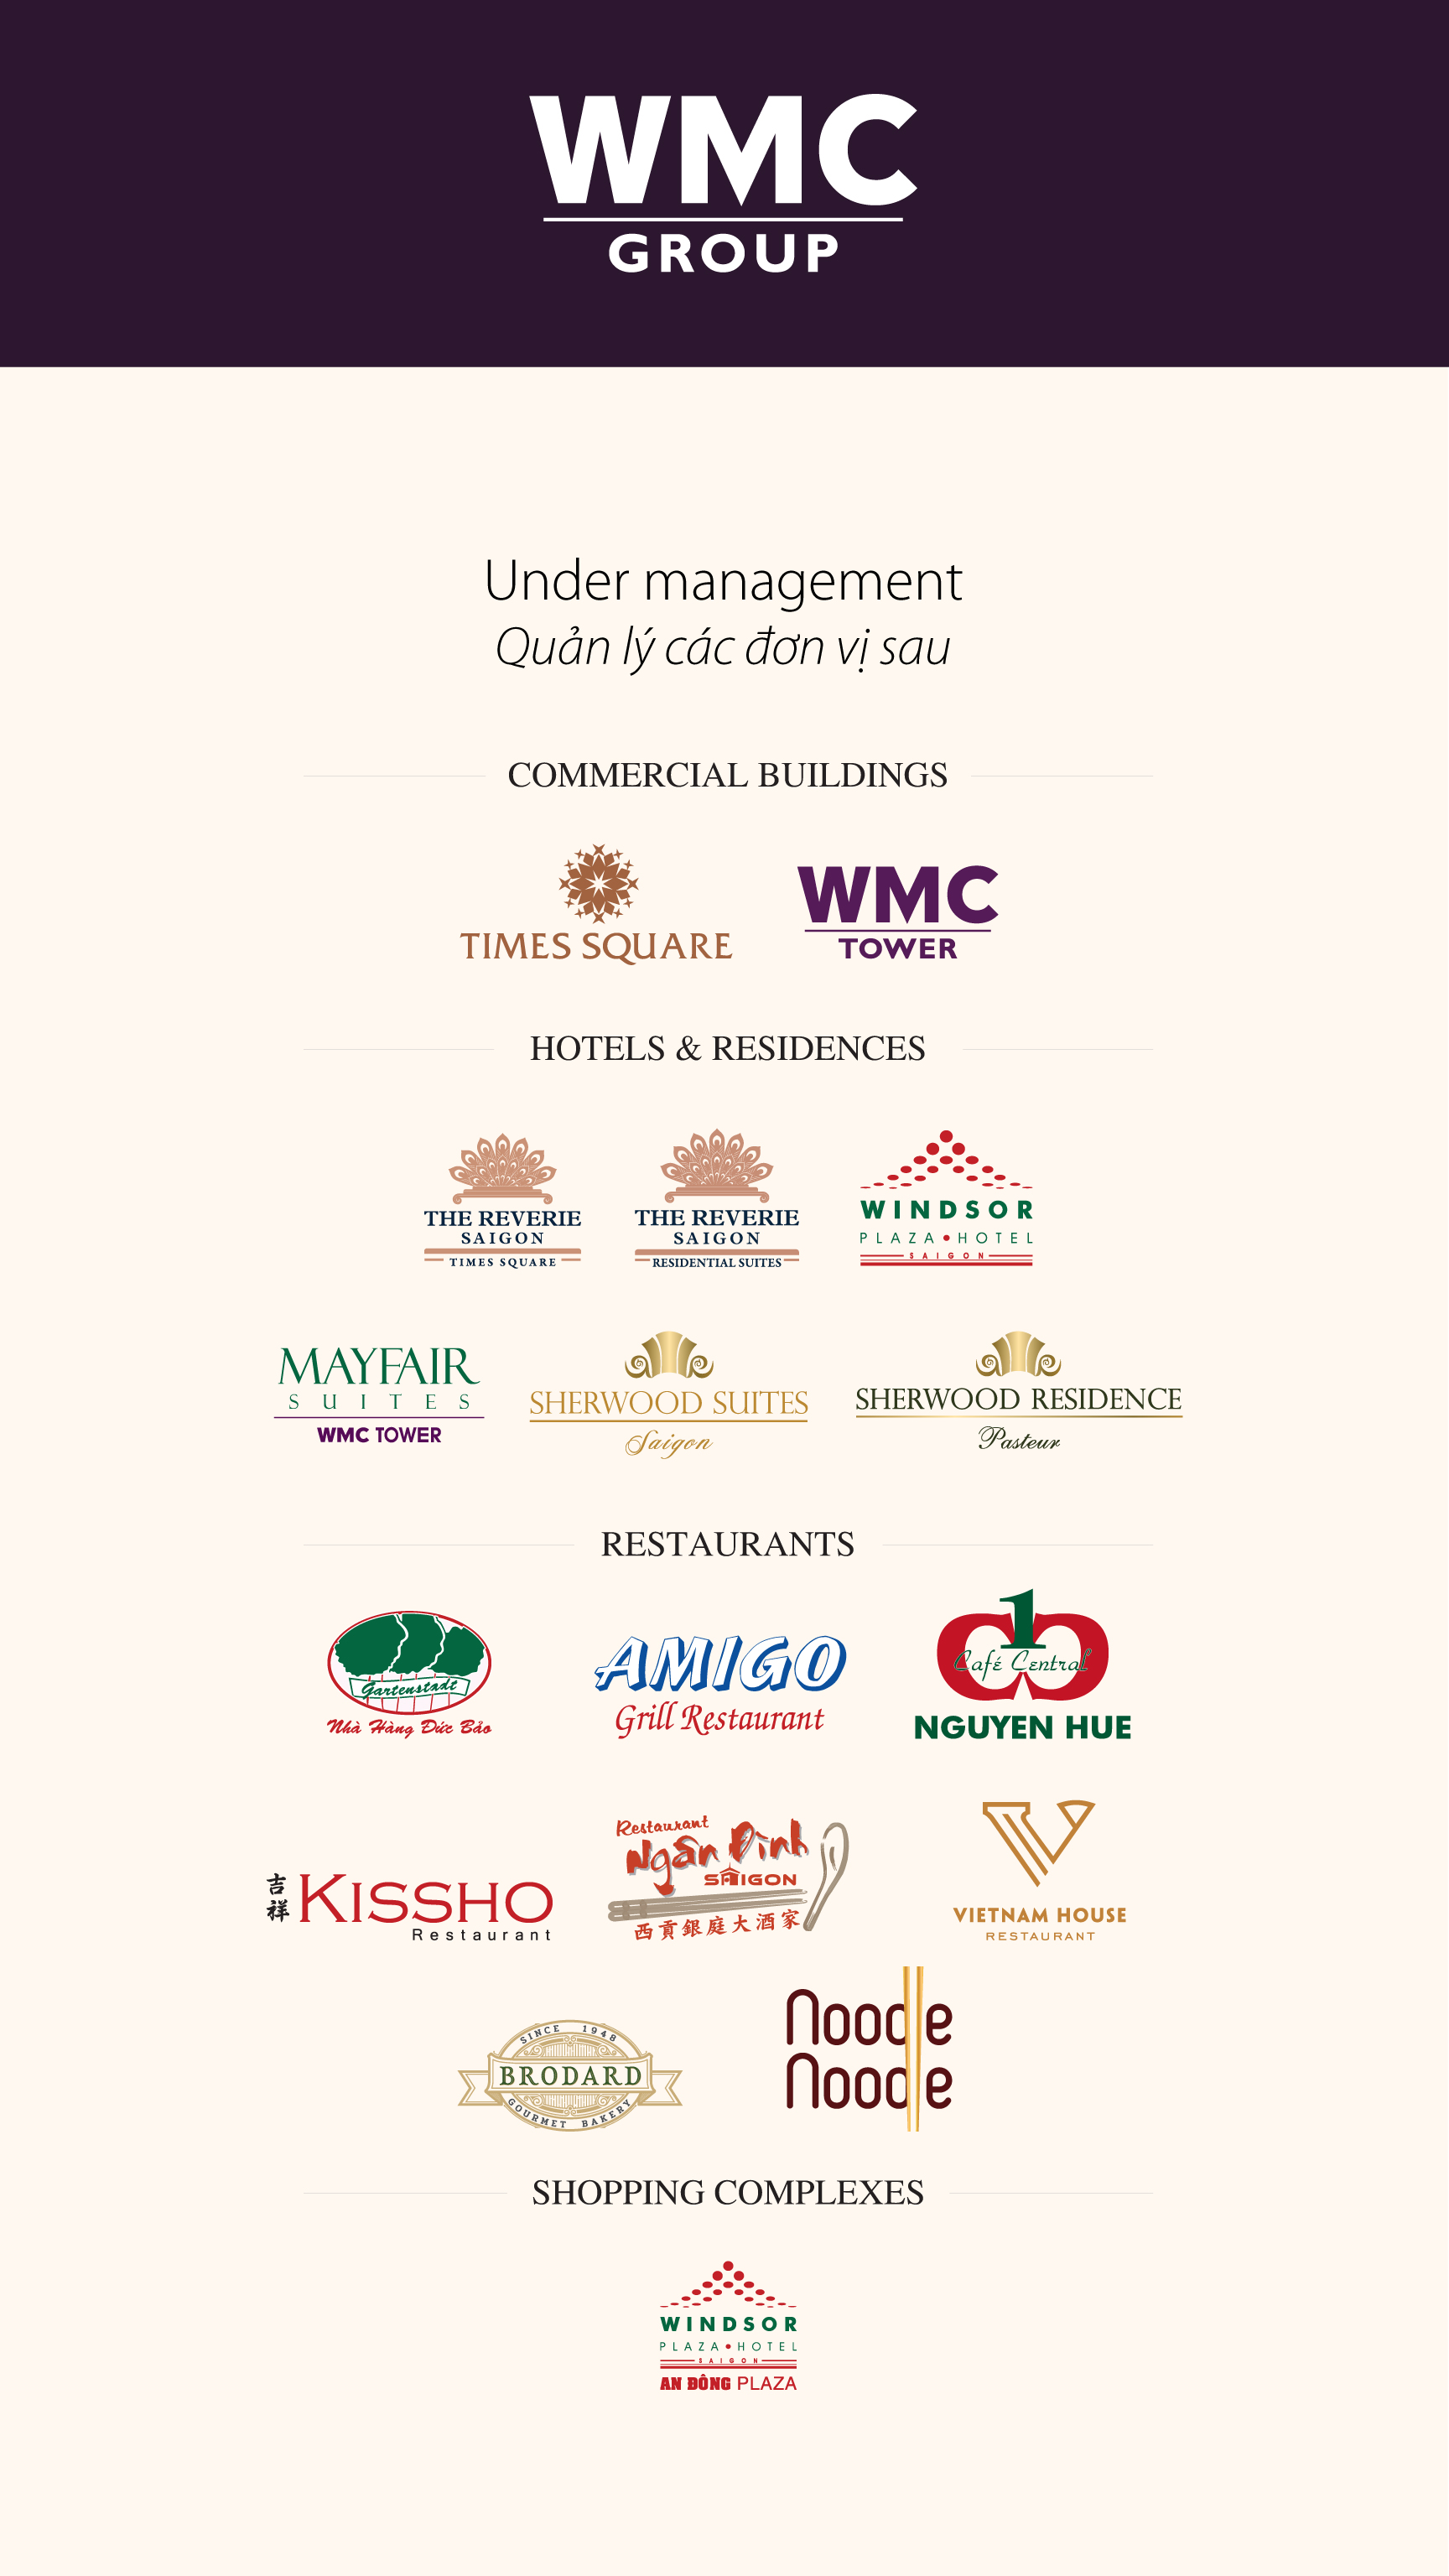 WMC
GROUP
Under management
Quản lý các đơn vị sau
COMMERCIAL BUILDINGS
TIMES SQUARE
WMC
TOWER
HOTELS & RESIDENCES
THE REVERIE
SAIGON
TIMES SQUARE
THE REVERIE
SAIGON
RESIDENTIAL SUITES
WINDSOR
PLAZA • HOTEL
SAIGON
MAYFAIR
SUITES
WMC TOWER
SHERWOOD SUITES
Saigon
SHERWOOD RESIDENCE
Pasteur
RESTAURANTS
Gartenstadt
Nhà Hàng Đức Bảo
AMIGO
Grill Restaurant
1
Café Central
NGUYEN HUE
吉祥
KISSHO
Restaurant
Restaurant
Ngân Đình
SAIGON
西貢銀庭大酒家
VIETNAM HOUSE
RESTAURANT
SINCE 1948
BRODARD
GOURMET BAKERY
Noodle
Noodle
SHOPPING COMPLEXES
WINDSOR
PLAZA • HOTEL
SAIGON
AN ĐÔNG PLAZA